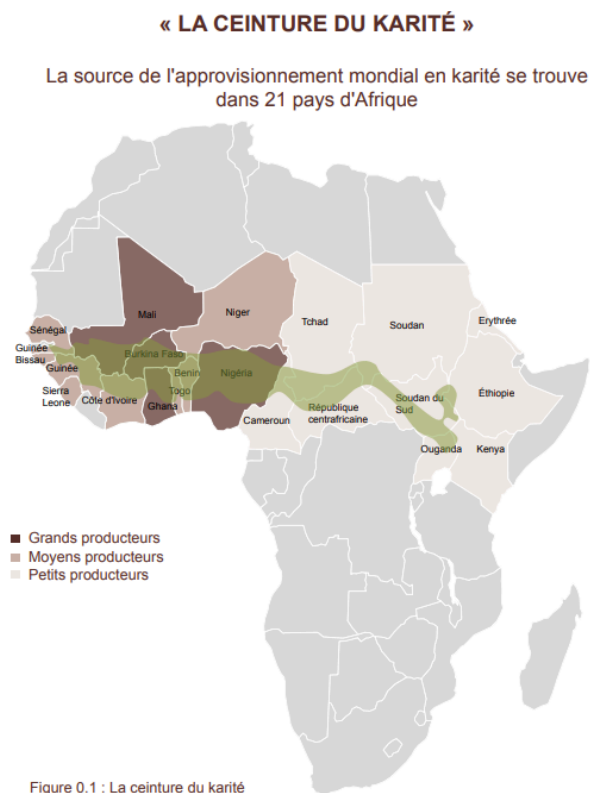 « LA CEINTURE DU KARITÉ »
La source de l'approvisionnement mondial en karité se trouve
dans 21 pays d'Afrique
Mali
Niger
Tchad
Soudan
Erythrée
Sénégal
Guinée
Bissau
Guinée
Burkina Faso
Bénin
Nigéria
Togo
Sierra
Leone
Côte d'Ivoire
Ghana
Cameroun
République
centrafricaine
Soudan du
Sud
Éthiopie
Ouganda
Kenya
Grands producteurs
Moyens producteurs
Petits producteurs
Figure 0.1 : La ceinture du karité